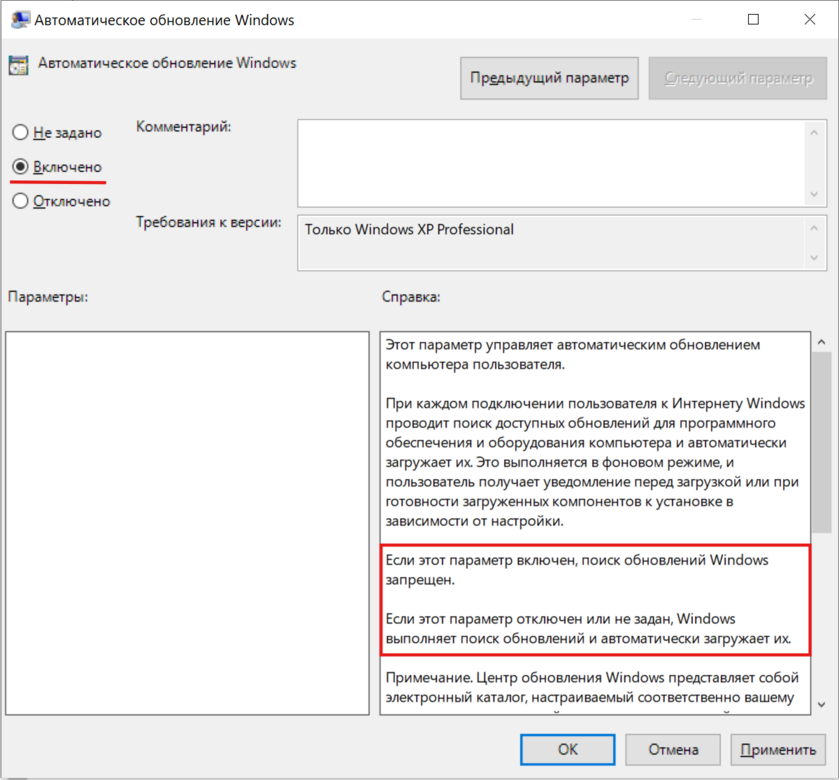 Автоматическое обновление Windows
Автоматическое обновление Windows
Предыдущий параметр
Следующий параметр
Не задано
Комментарий:
Включено
Отключено
Требования к версии:
Только Windows XP Professional
Параметры:
Справка:
Этот параметр управляет автоматическим обновлением
компьютера пользователя.
При каждом подключении пользователя к Интернету Windows
проводит поиск доступных обновлений для программного
обеспечения и оборудования компьютера и автоматически
загружает их. Это выполняется в фоновом режиме, и
пользователь получает уведомление перед загрузкой или при
готовности загруженных компонентов к установке в
зависимости от настройки.
Если этот параметр включен, поиск обновлений Windows
запрещен.
Если этот параметр отключен или не задан, Windows
выполняет поиск обновлений и автоматически загружает их.
Примечание. Центр обновления Windows представляет собой
электронный каталог, настраиваемый соответственно вашему
OK
Отмена
Применить